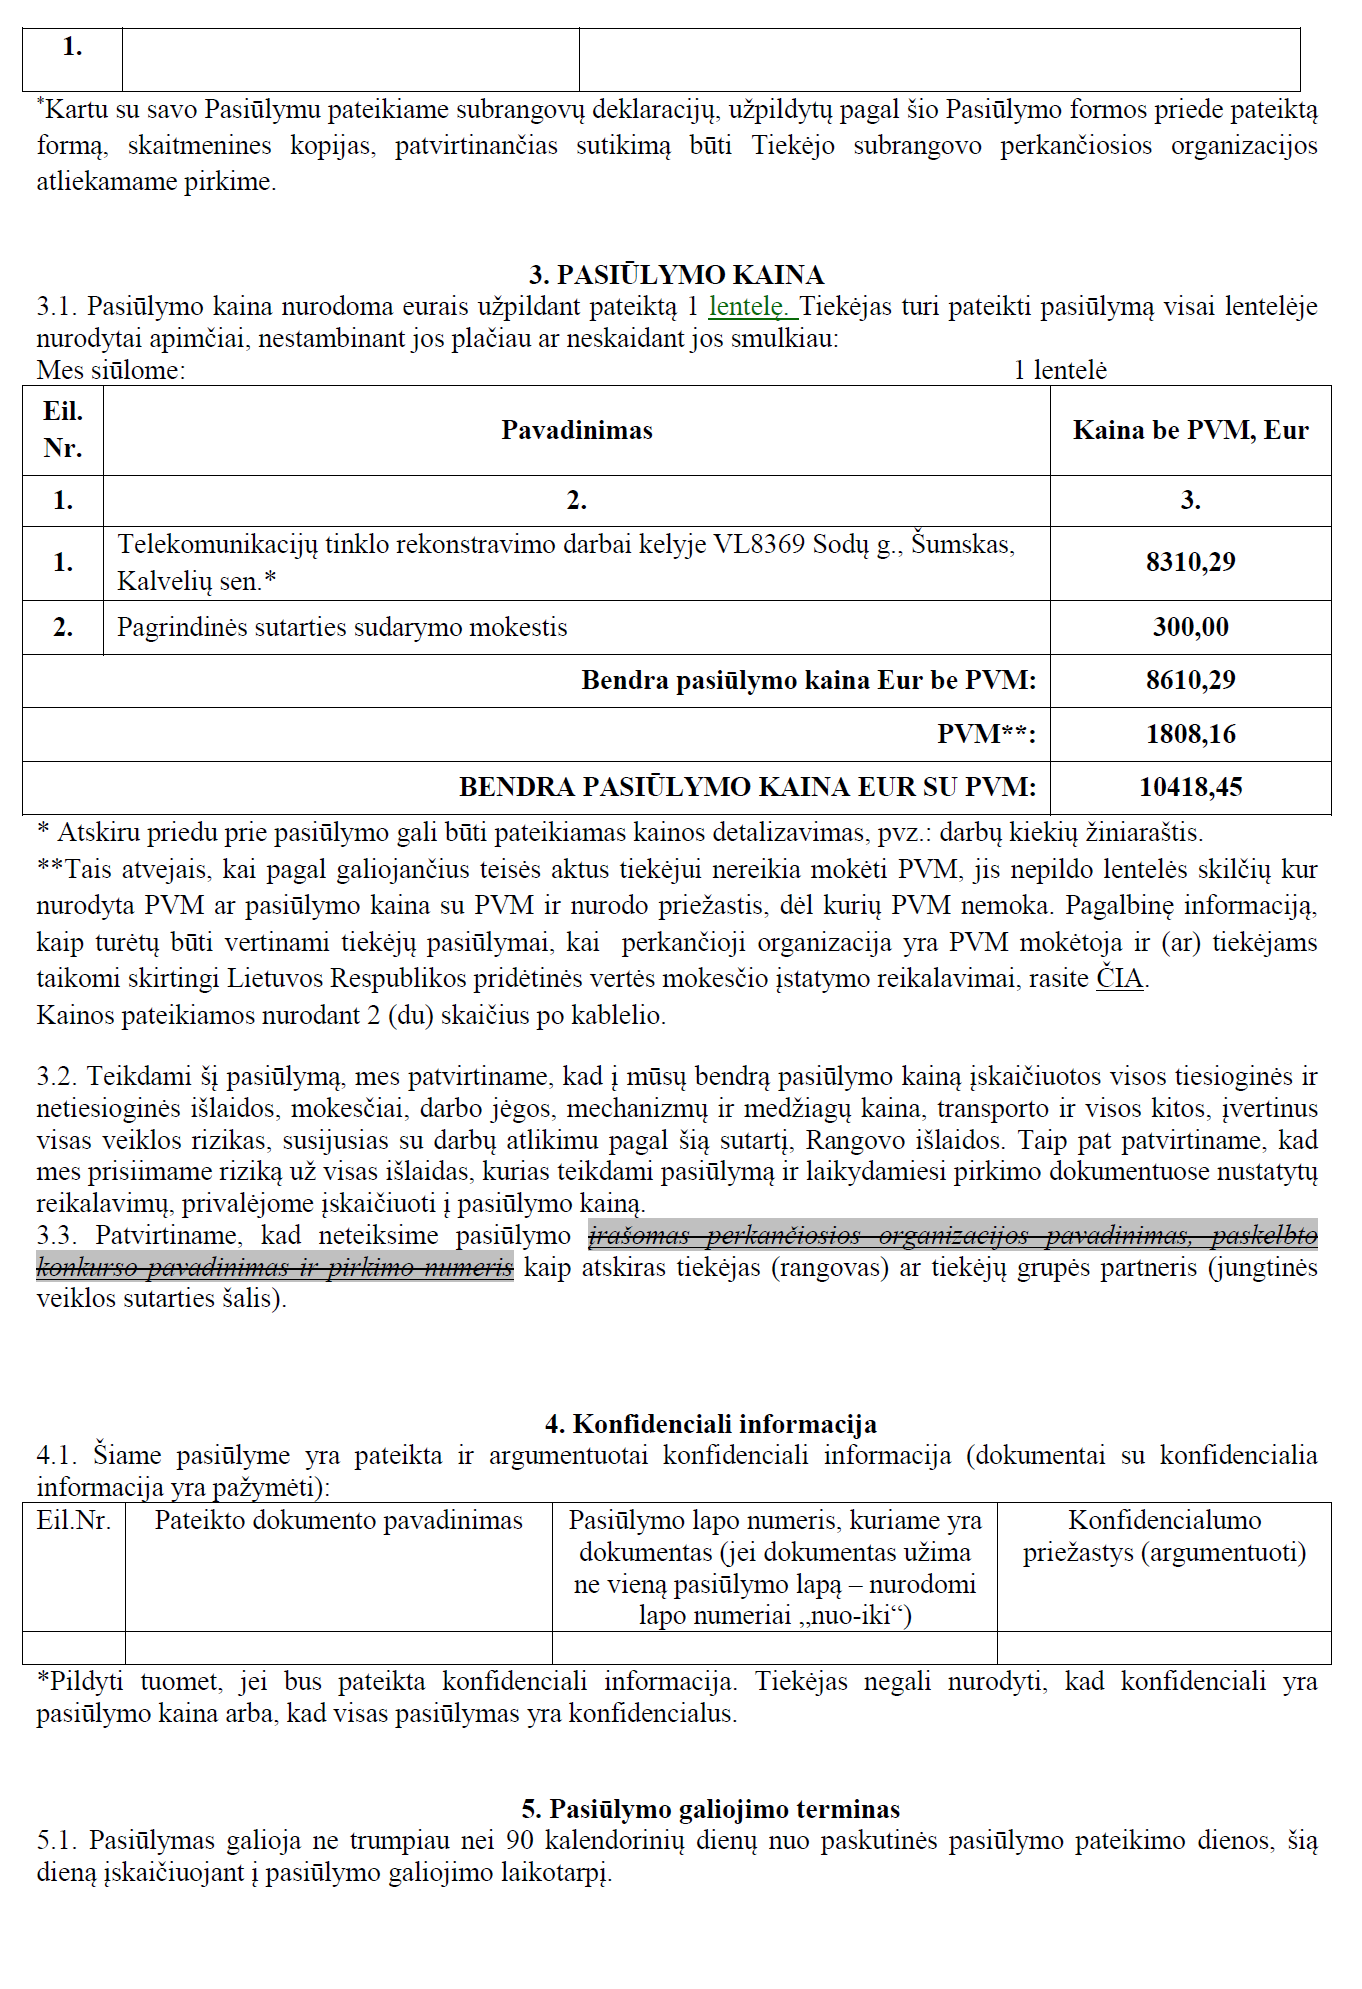 1.
*Kartu su savo Pasiūlymu pateikiame subrangovų deklaracijų, užpildytų pagal šio Pasiūlymo formos priede pateiktą
formą, skaitmenines kopijas, patvirtinančias sutikimą būti Tiekėjo subrangovo perkančiosios organizacijos
atliekamame pirkime.
3. PASIŪLYMO KAINA
3.1. Pasiūlymo kaina nurodoma eurais užpildant pateiktą 1 lentelę. Tiekėjas turi pateikti pasiūlymą visai lentelėje
nurodytai apimčiai, nestambinant jos plačiau ar neskaidant jos smulkiau:
Mes siūlome: 1 lentelė
Eil.
Nr.
Pavadinimas
Kaina be PVM, Eur
1. 2. 3.
1.
Telekomunikacijų tinklo rekonstravimo darbai kelyje VL8369 Sodų g., Šumskas,
Kalvelių sen.*
8310,29
2. Pagrindinės sutarties sudarymo mokestis 300,00
Bendra pasiūlymo kaina Eur be PVM: 8610,29
PVM**: 1808,16
BENDRA PASIŪLYMO KAINA EUR SU PVM: 10418,45
* Atskiru priedu prie pasiūlymo gali būti pateikiamas kainos detalizavimas, pvz.: darbų kiekių žiniaraštis.
**Tais atvejais, kai pagal galiojančius teisės aktus tiekėjui nereikia mokėti PVM, jis nepildo lentelės skilčių kur
nurodyta PVM ar pasiūlymo kaina su PVM ir nurodo priežastis, dėl kurių PVM nemoka. Pagalbinę informaciją,
kaip turėtų būti vertinami tiekėjų pasiūlymai, kai perkančioji organizacija yra PVM mokėtoja ir (ar) tiekėjams
taikomi skirtingi Lietuvos Respublikos pridėtinės vertės mokesčio įstatymo reikalavimai, rasite ČIA.
Kainos pateikiamos nurodant 2 (du) skaičius po kablelio.
3.2. Teikdami šį pasiūlymą, mes patvirtiname, kad į mūsų bendrą pasiūlymo kainą įskaičiuotos visos tiesioginės ir
netiesioginės išlaidos, mokesčiai, darbo jėgos, mechanizmų ir medžiagų kaina, transporto ir visos kitos, įvertinus
visas veiklos rizikas, susijusias su darbų atlikimu pagal šią sutartį, Rangovo išlaidos. Taip pat patvirtiname, kad
mes prisiimame riziką už visas išlaidas, kurias teikdami pasiūlymą ir laikydamiesi pirkimo dokumentuose nustatytų
reikalavimų, privalėjome įskaičiuoti į pasiūlymo kainą.
3.3. Patvirtiname, kad neteiksime pasiūlymo įrašomas perkančiosios organizacijos pavadinimas, paskelbto
konkurso pavadinimas ir pirkimo numeris kaip atskiras tiekėjas (rangovas) ar tiekėjų grupės partneris (jungtinės
veiklos sutarties šalis).
4. Konfidenciali informacija
4.1. Šiame pasiūlyme yra pateikta ir argumentuotai konfidenciali informacija (dokumentai su konfidencialia
informacija yra pažymėti):
Eil.Nr.
Pateikto dokumento pavadinimas
Pasiūlymo lapo numeris, kuriame yra
dokumentas (jei dokumentas užima
ne vieną pasiūlymo lapą – nurodomi
lapo numeriai „nuo-iki“)
Konfidencialumo
priežastys (argumentuoti)
*Pildyti tuomet, jei bus pateikta konfidenciali informacija. Tiekėjas negali nurodyti, kad konfidenciali yra
pasiūlymo kaina arba, kad visas pasiūlymas yra konfidencialus.
5. Pasiūlymo galiojimo terminas
5.1. Pasiūlymas galioja ne trumpiau nei 90 kalendorinių dienų nuo paskutinės pasiūlymo pateikimo dienos, šią
dieną įskaičiuojant į pasiūlymo galiojimo laikotarpį.